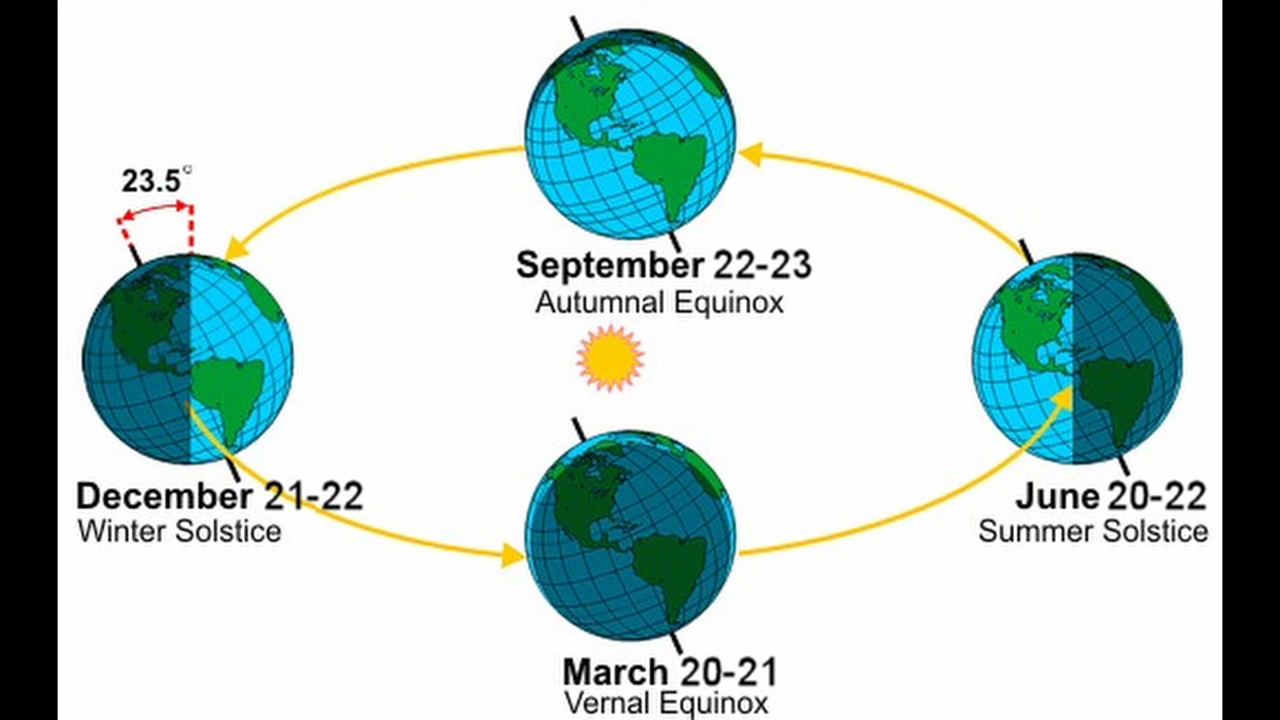 23.5°
September 22-23
Autumnal Equinox
December 21-22
Winter Solstice
June 20-22
Summer Solstice
March 20-21
Vernal Equinox